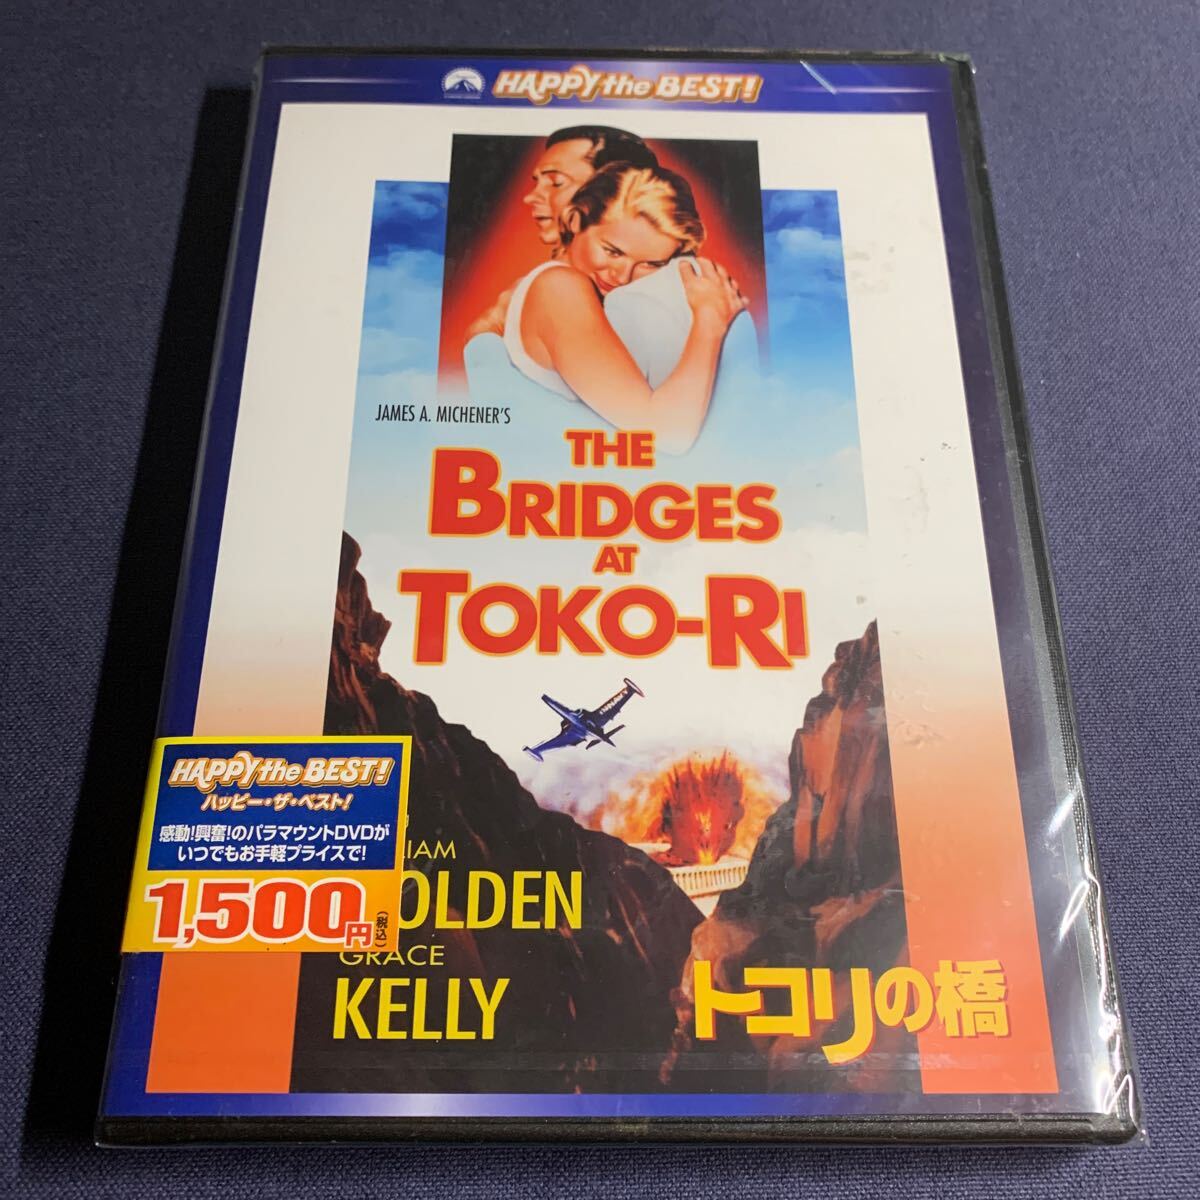 HAPPY the BEST!
JAMES A. MICHENER'S
THE
BRIDGES
AT
TOKO-RI
HAPPY the BEST!
ハッピー・ザ・ベスト!
感動!興奮!のパラマウントDVDが
いつでもお手軽プライスで!
1,500円(税込)
LIAM
OLDEN
GRACE
KELLY
トコリの橋